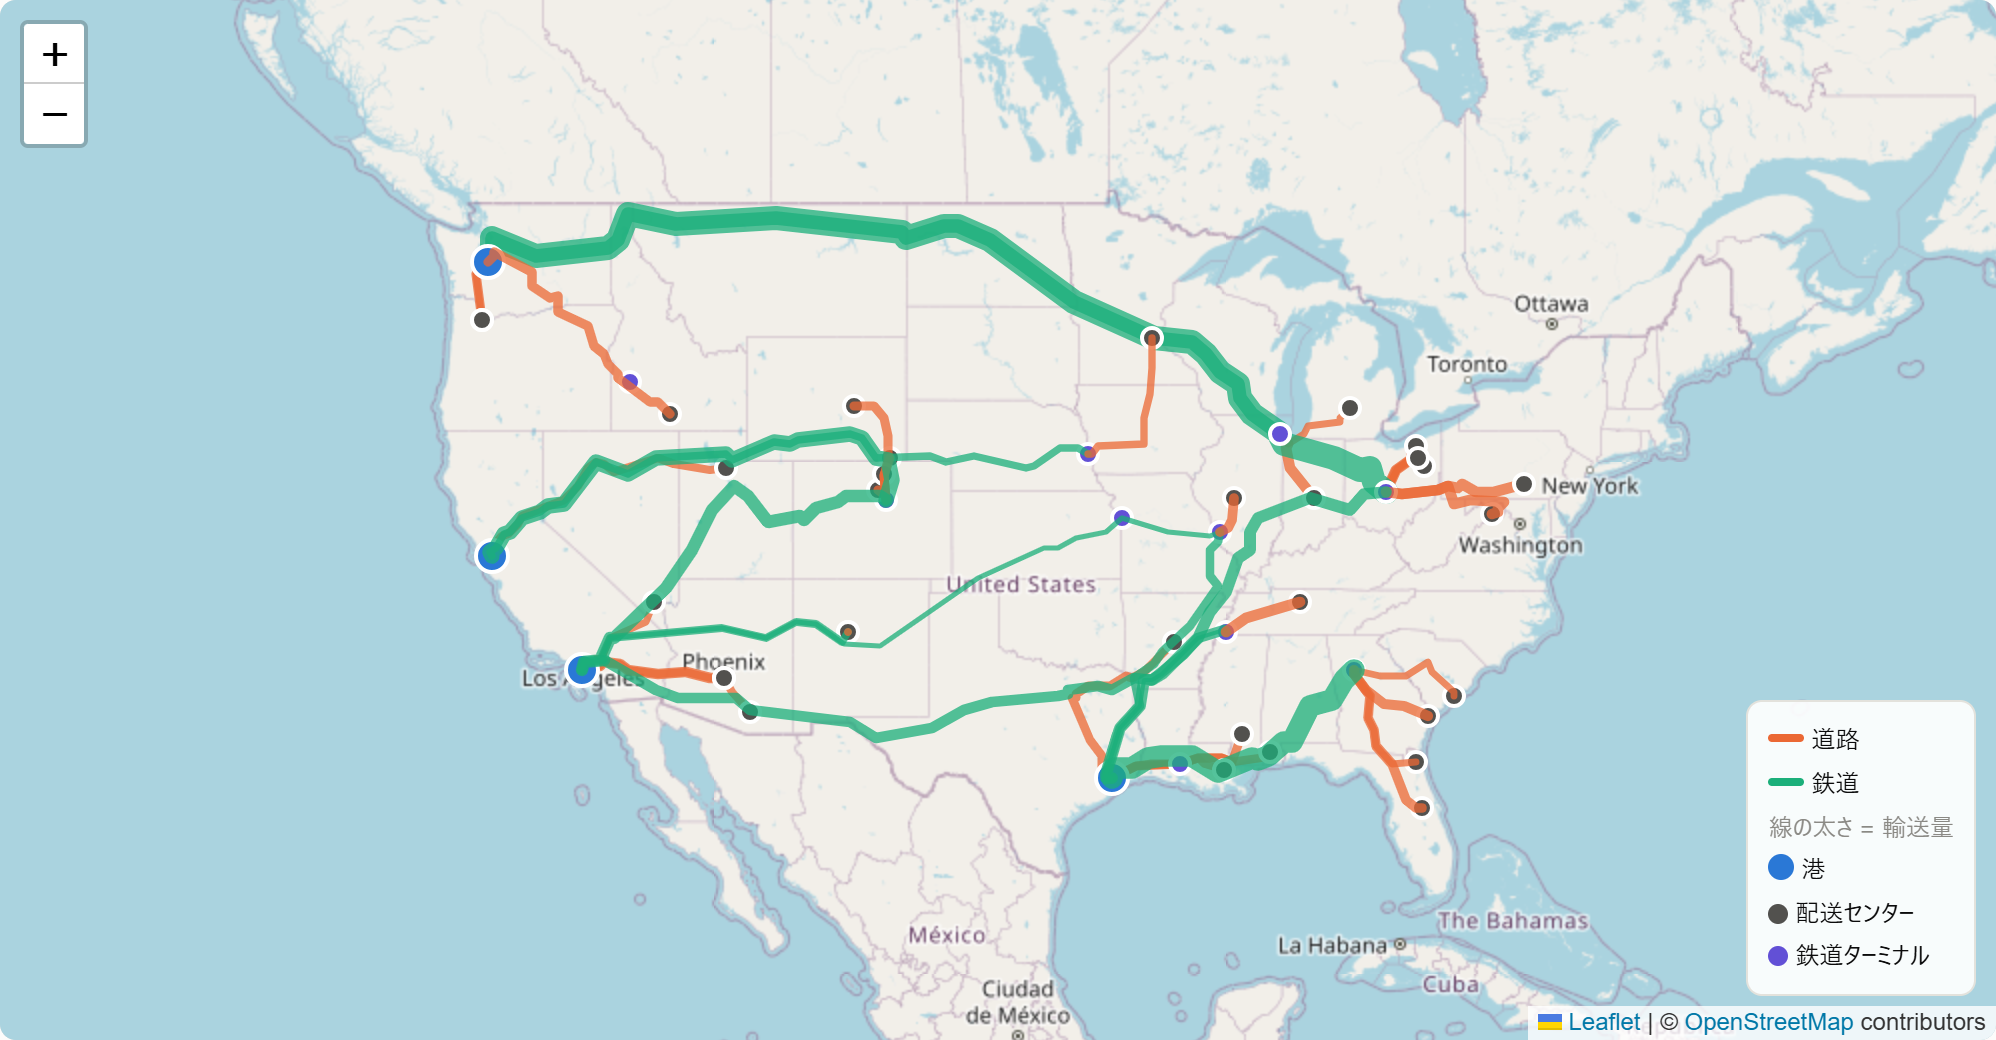 +
−
Ottawa
Toronto
New York
Washington
United States
Phoenix
Los Angeles
México
Ciudad
de México
La Habana
The Bahamas
Cuba
道路
鉄道
線の太さ = 輸送量
港
配送センター
鉄道ターミナル
Leaflet | © OpenStreetMap contributors